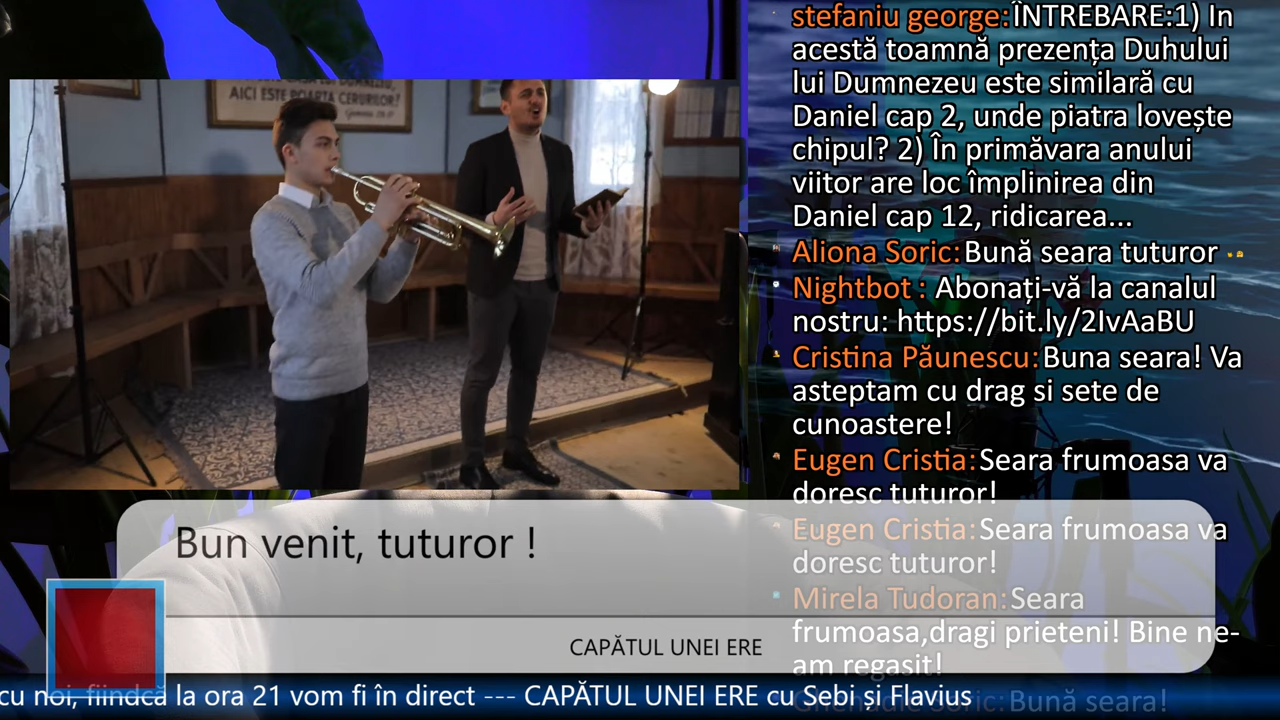 AICI ESTE POARTA CERURILOR!
stefaniu george: ÎNTREBARE:1) In
acestă toamnă prezența Duhului
lui Dumnezeu este similară cu
Daniel cap 2, unde piatra lovește
chipul? 2) În primăvara anului
viitor are loc împlinirea din
Daniel cap 12, ridicarea...
Aliona Soric: Bună seara tuturor
Nightbot : Abonați-vă la canalul
nostru: https://bit.ly/2IvAaBU
Cristina Păunescu: Buna seara! Va
asteptam cu drag si sete de
cunoastere!
Eugen Cristia: Seara frumoasa va
doresc tuturor!
Eugen Cristia: Seara frumoasa va
doresc tuturor!
Mirela Tudoran: Seara
frumoasa,dragi prieteni! Bine ne-
am regasit!
Ghenadie Soric: Bună seara!
Bun venit, tuturor !
CAPĂTUL UNEI ERE
cu noi, fiindcă la ora 21 vom fi în direct --- CAPĂTUL UNEI ERE cu Sebi și Flavius